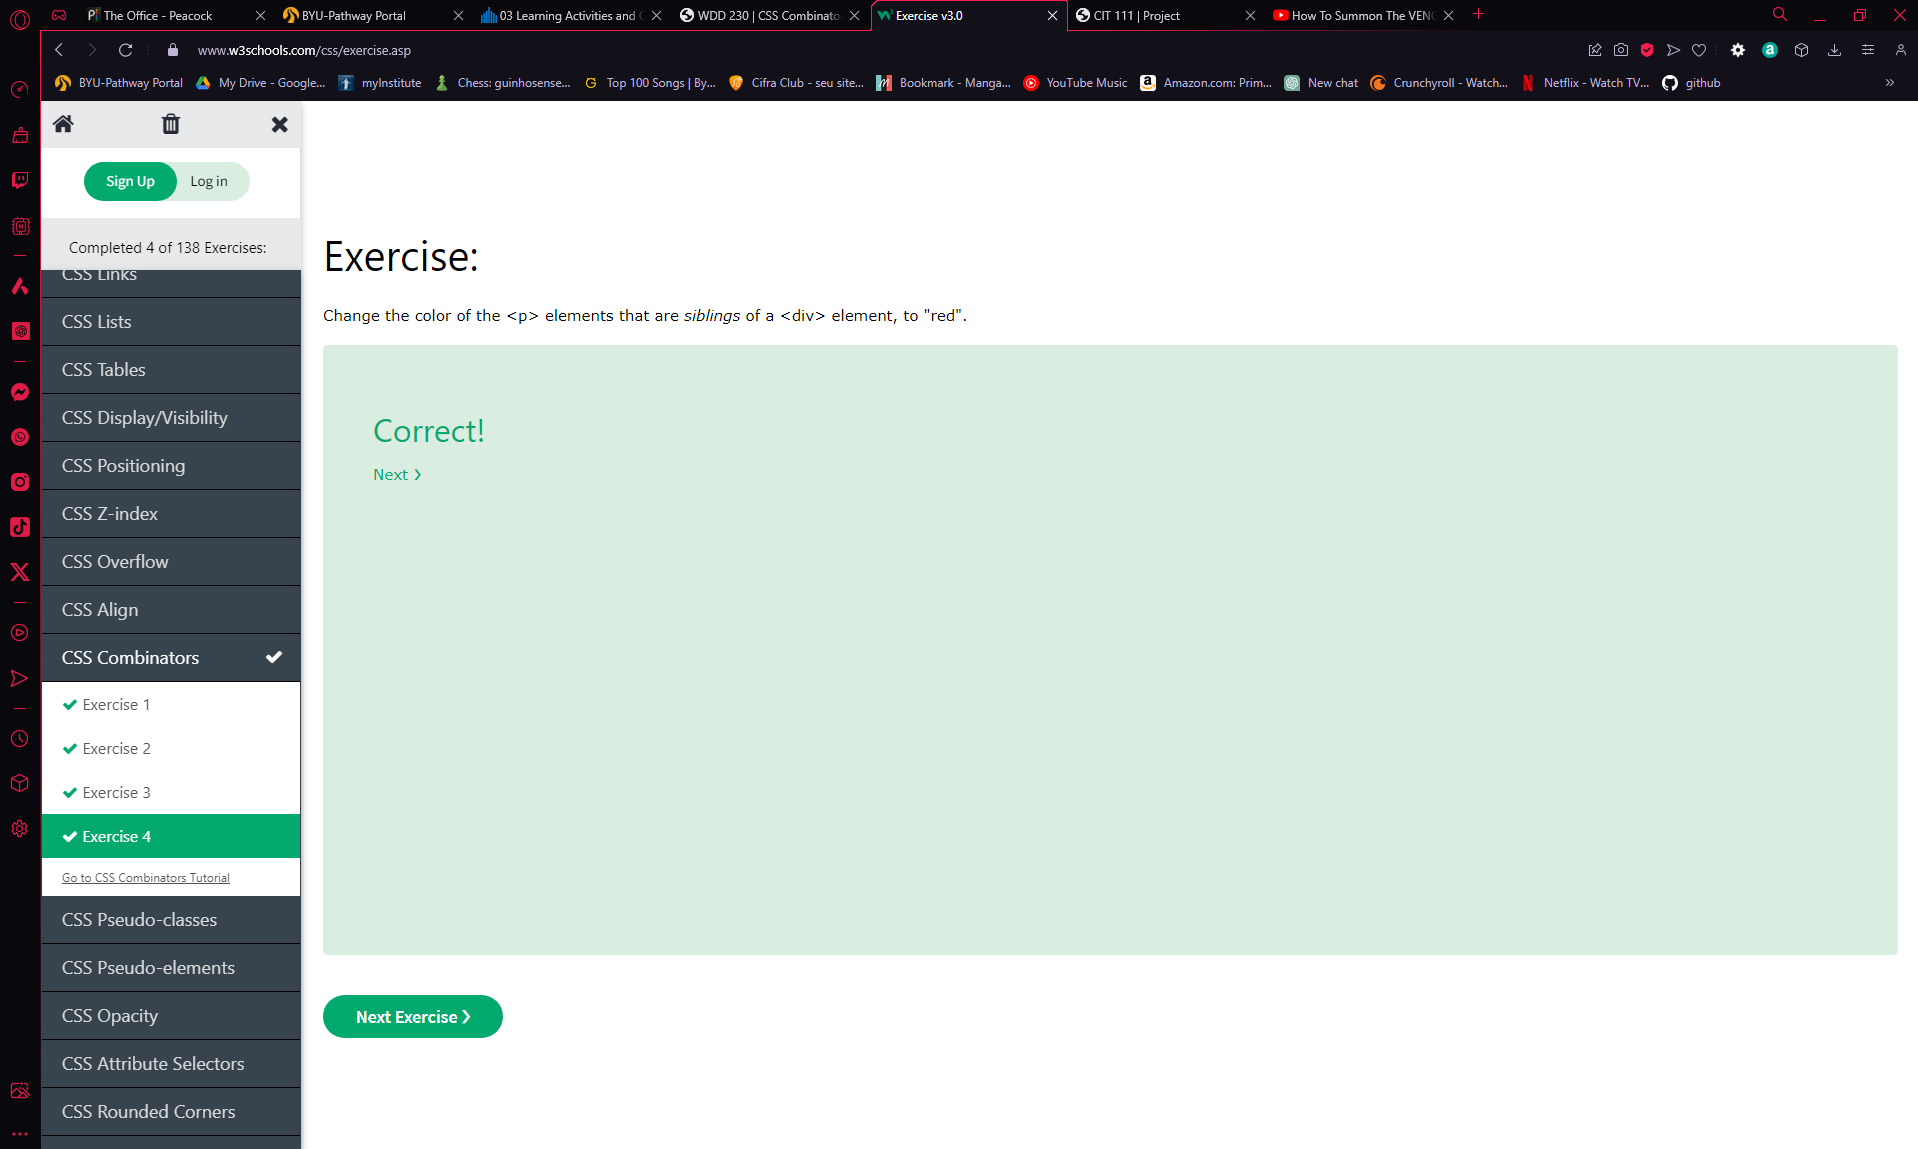 The Office - Peacock
BYU-Pathway Portal
03 Learning Activities and
WDD 230 | CSS Combinato
Exercise v3.0
CIT 111 | Project
How To Summon The VENO
www.w3schools.com/css/exercise.asp
BYU-Pathway Portal
My Drive - Google...
myInstitute
Chess: guinhosense...
Top 100 Songs | By...
Cifra Club - seu site...
Bookmark - Manga...
YouTube Music
Amazon.com: Prim...
New chat
Crunchyroll - Watch...
Netflix - Watch TV...
github
Sign Up
Log in
Completed 4 of 138 Exercises:
CSS Links
CSS Lists
CSS Tables
CSS Display/Visibility
CSS Positioning
CSS Z-index
CSS Overflow
CSS Align
CSS Combinators
Exercise 1
Exercise 2
Exercise 3
Exercise 4
Go to CSS Combinators Tutorial
CSS Pseudo-classes
CSS Pseudo-elements
CSS Opacity
CSS Attribute Selectors
CSS Rounded Corners
Exercise:
Change the color of the <p> elements that are siblings of a <div> element, to "red".
Correct!
Next ❯
Next Exercise ❯